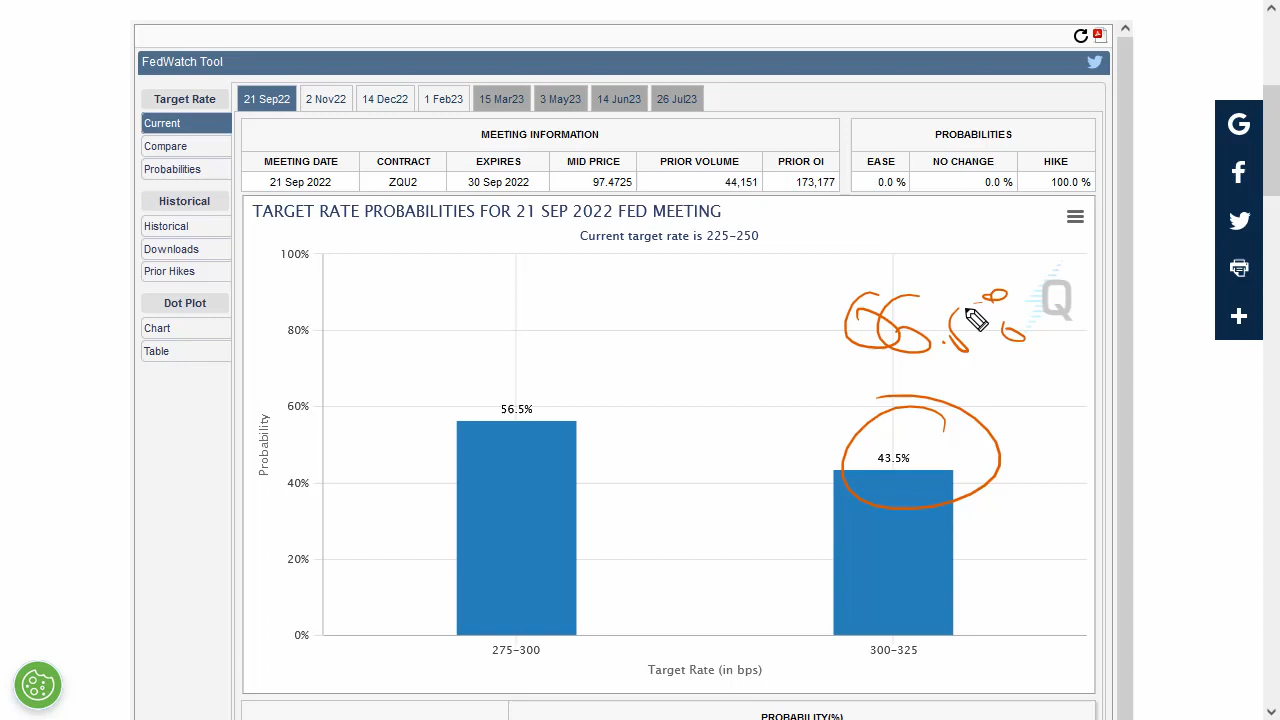 FedWatch Tool
Target Rate
Current
Compare
Probabilities
Historical
Historical
Downloads
Prior Hikes
Dot Plot
Chart
Table
21 Sep22 2 Nov22 14 Dec22 1 Feb23 15 Mar23 3 May23 14 Jun23 26 Jul23
MEETING INFORMATION
MEETING DATE CONTRACT EXPIRES MID PRICE PRIOR VOLUME PRIOR OI
21 Sep 2022 ZQU2 30 Sep 2022 97.4725 44,151 173,177
PROBABILITIES
EASE NO CHANGE HIKE
0.0 % 0.0 % 100.0 %
TARGET RATE PROBABILITIES FOR 21 SEP 2022 FED MEETING
Current target rate is 225-250
Q
100%
80%
60%
40%
20%
0%
Probability
56.5%
43.5%
275-300
300-325
Target Rate (in bps)
PROBABILITY(%)